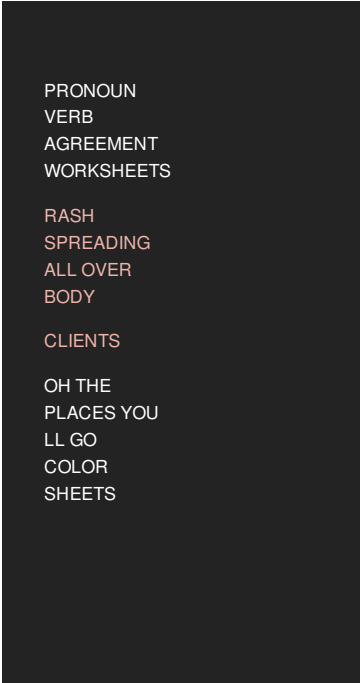 PRONOUN
VERB
AGREEMENT
WORKSHEETS
RASH
SPREADING
ALL OVER
BODY
CLIENTS
OH THE
PLACES YOU
LL GO
COLOR
SHEETS